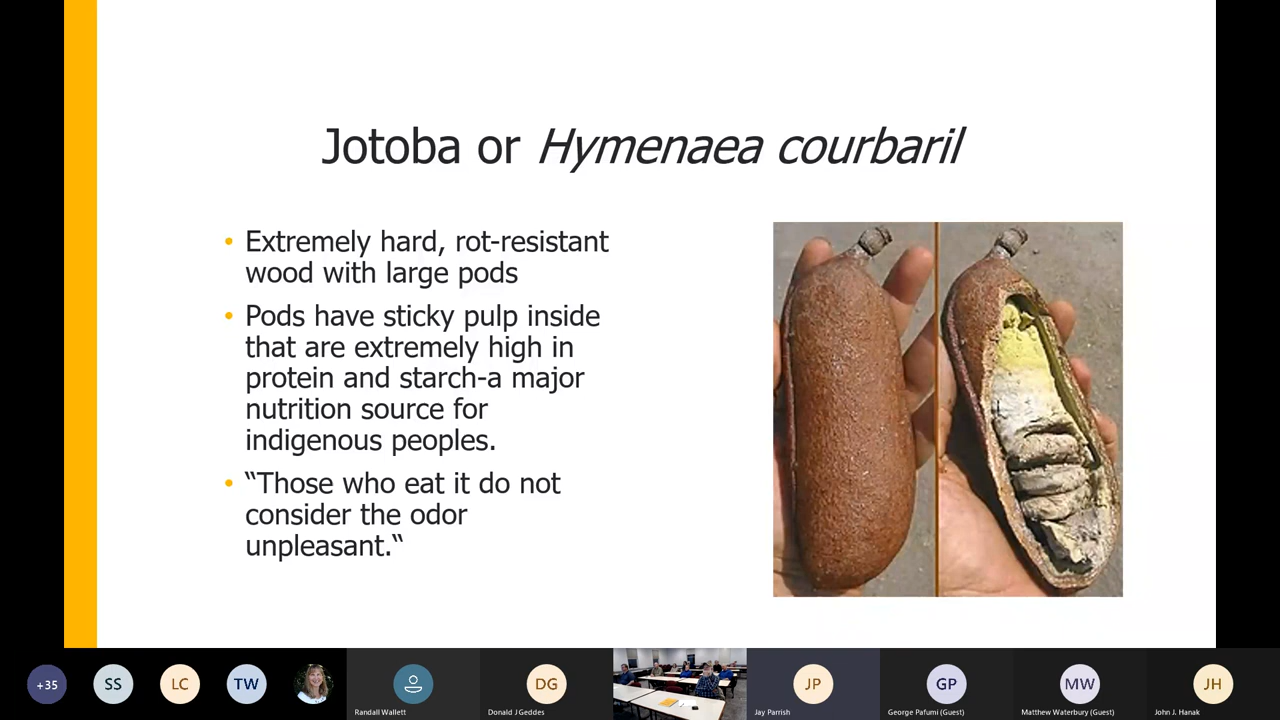 Jotoba or Hymenaea courbaril
• Extremely hard, rot-resistant
wood with large pods
• Pods have sticky pulp inside
that are extremely high in
protein and starch-a major
nutrition source for
indigenous peoples.
• “Those who eat it do not
consider the odor
unpleasant.“
+35
SS
LC
TW
Randall Wallett
DG
Donald J Geddes
JP
Jay Parrish
GP
George Pafumi (Guest)
MW
Matthew Waterbury (Guest)
JH
John J. Hanak